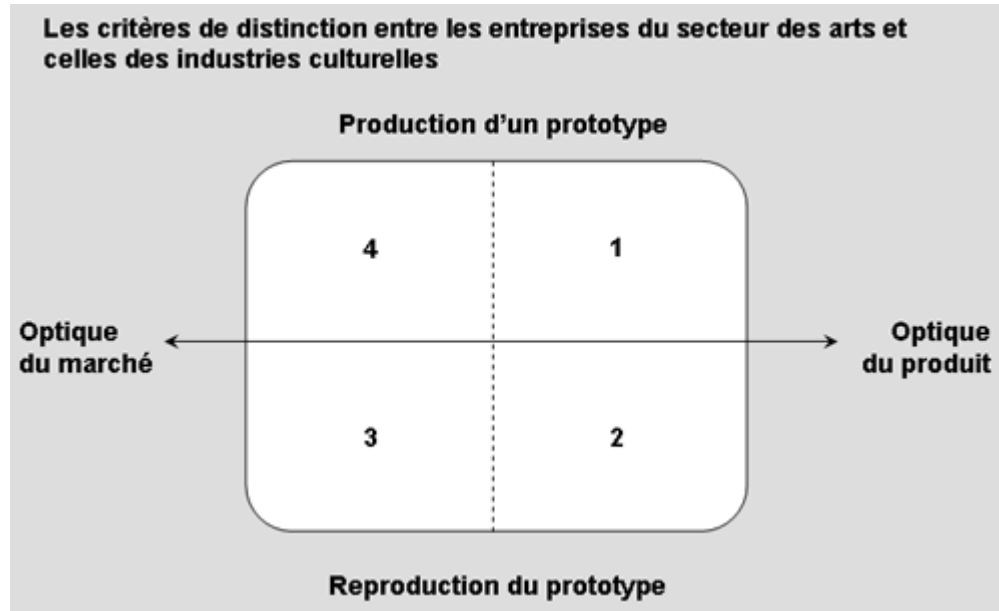 Les critères de distinction entre les entreprises du secteur des arts et
celles des industries culturelles
Production d’un prototype
4
1
Optique
du marché
Optique
du produit
3
2
Reproduction du prototype